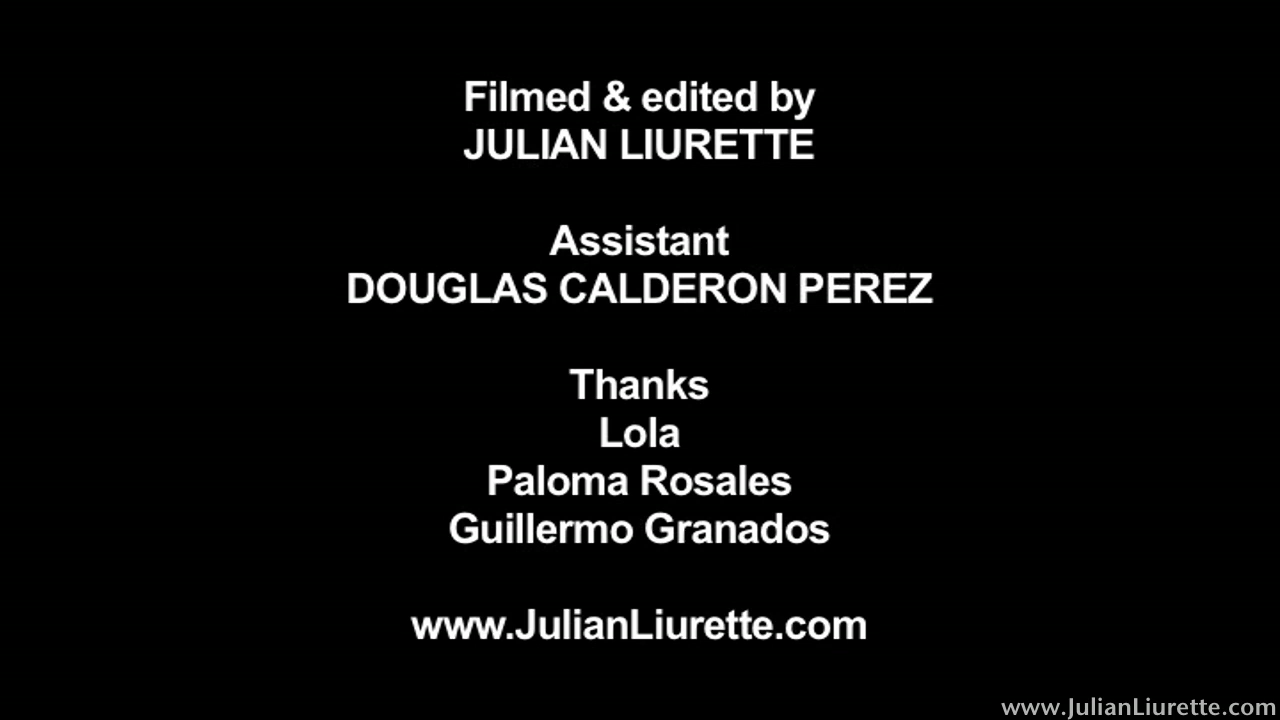 Filmed & edited by
JULIAN LIURETTE
Assistant
DOUGLAS CALDERON PEREZ
Thanks
Lola
Paloma Rosales
Guillermo Granados
www.JulianLiurette.com
www.JulianLiurette.com